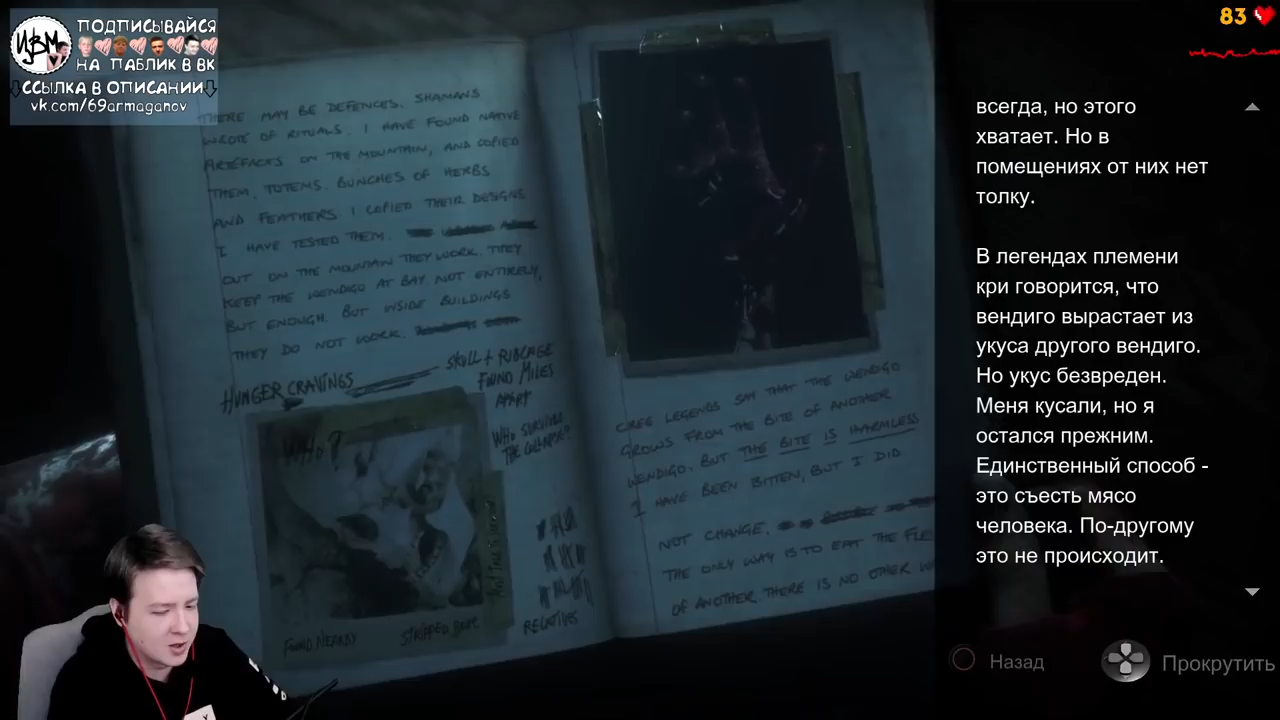 ПОДПИСЫВАЙСЯ
НА ПАБЛИК В ВК
ССЫЛКА В ОПИСАНИИ
vk.com/69armaganov
83
THERE MAY BE DEFENCES. SHAMANS
WROTE OF RITUALS. I HAVE FOUND NATIVE
ARTEFACTS ON THE MOUNTAIN, AND COPIED
THEM, TOTEMS. BUNCHES OF HERBS
AND FEATHERS I COPIED THEIR DESIGNS
I HAVE TESTED THEM.
OUT ON THE MOUNTAIN THEY WORK. THEY
KEEP THE WENDIGO AT BAY NOT ENTIRELY,
BUT ENOUGH. BUT INSIDE BUILDINGS
THEY DO NOT WORK.
HUNGER CRAVINGS
SKULL + RIBCAGE
FOUND MILES
APART
WHO SURVIVED
THE COLLAPSE?
WHO?
FOUND NEARBY
STRIPPED BARE
RELATIVES
CREE LEGENDS SAY THAT THE WENDIGO
GROWS FROM THE BITE OF ANOTHER
WENDIGO. BUT THE BITE IS HARMLESS
I HAVE BEEN BITTEN, BUT I DID
NOT CHANGE.
THE ONLY WAY IS TO EAT THE FLE
OF ANOTHER THERE IS NO OTHER W
всегда, но этого
хватает. Но в
помещениях от них нет
толку.
В легендах племени
кри говорится, что
вендиго вырастает из
укуса другого вендиго.
Но укус безвреден.
Меня кусали, но я
остался прежним.
Единственный способ -
это съесть мясо
человека. По-другому
это не происходит.
Назад
Прокрутить